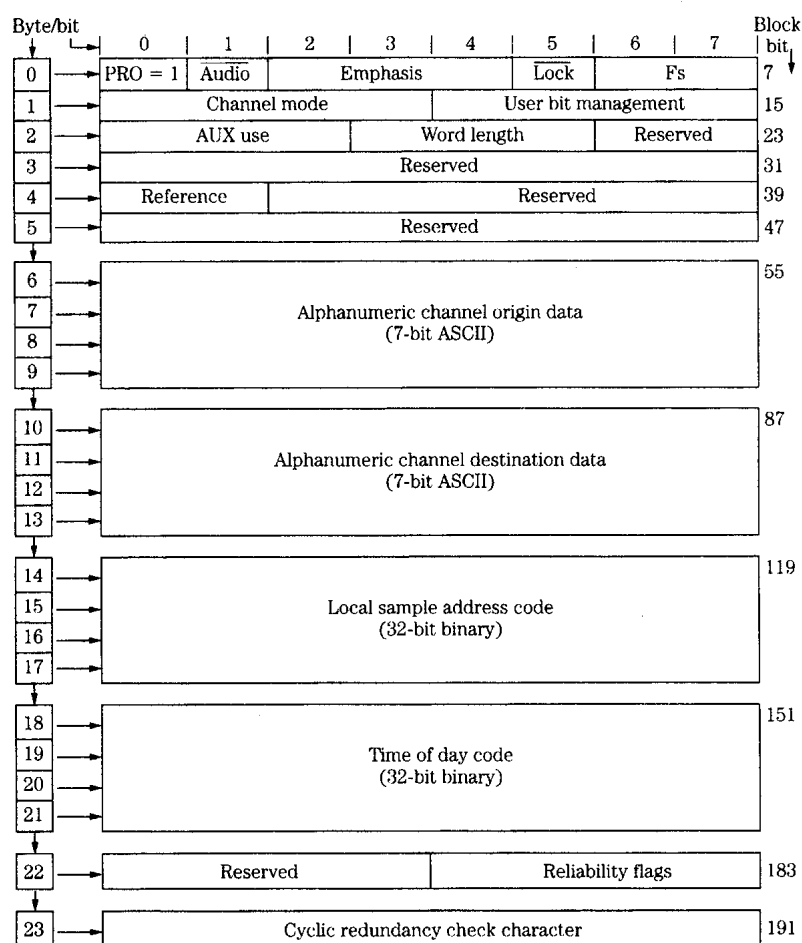 Byte/bit 0 1 2 3 4 5 6 7 Block bit
0 PRO = 1 Audio Emphasis Lock Fs 7
1 Channel mode User bit management 15
2 AUX use Word length Reserved 23
3 Reserved 31
4 Reference Reserved 39
5 Reserved 47
6 55
7 Alphanumeric channel origin data
8 (7-bit ASCII)
9
10 87
11 Alphanumeric channel destination data
12 (7-bit ASCII)
13
14 119
15 Local sample address code
16 (32-bit binary)
17
18 151
19 Time of day code
20 (32-bit binary)
21
22 Reserved Reliability flags 183
23 Cyclic redundancy check character 191